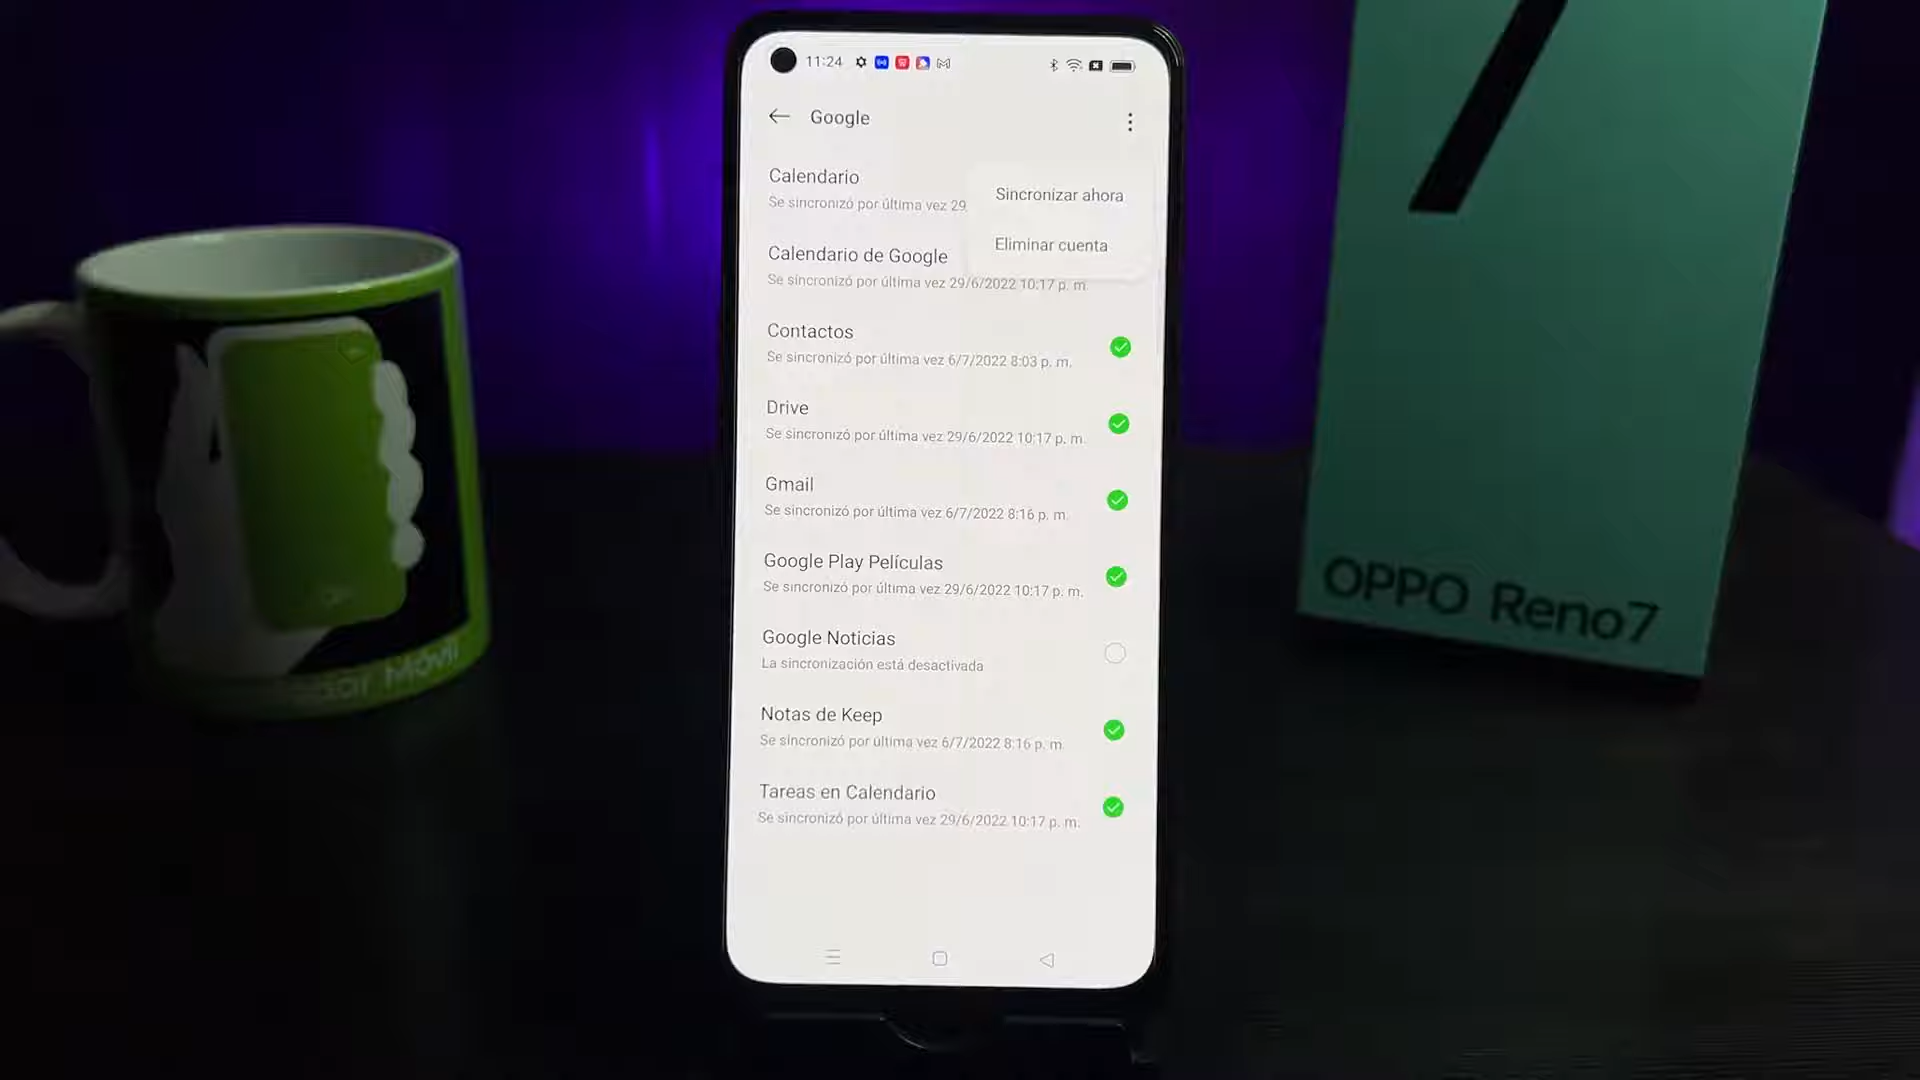 11:24
Google
Sincronizar ahora
Eliminar cuenta
Calendario
Se sincronizó por última vez 29
Calendario de Google
Se sincronizó por última vez 29/6/2022 10:17 p. m.
Contactos
Se sincronizó por última vez 6/7/2022 8:03 p. m.
Drive
Se sincronizó por última vez 29/6/2022 10:17 p. m.
Gmail
Se sincronizó por última vez 6/7/2022 8:16 p. m.
Google Play Películas
Se sincronizó por última vez 29/6/2022 10:17 p. m.
Google Noticias
La sincronización está desactivada
Notas de Keep
Se sincronizó por última vez 6/7/2022 8:16 p. m.
Tareas en Calendario
Se sincronizó por última vez 29/6/2022 10:17 p. m.
7
OPPO Reno7
Móvil